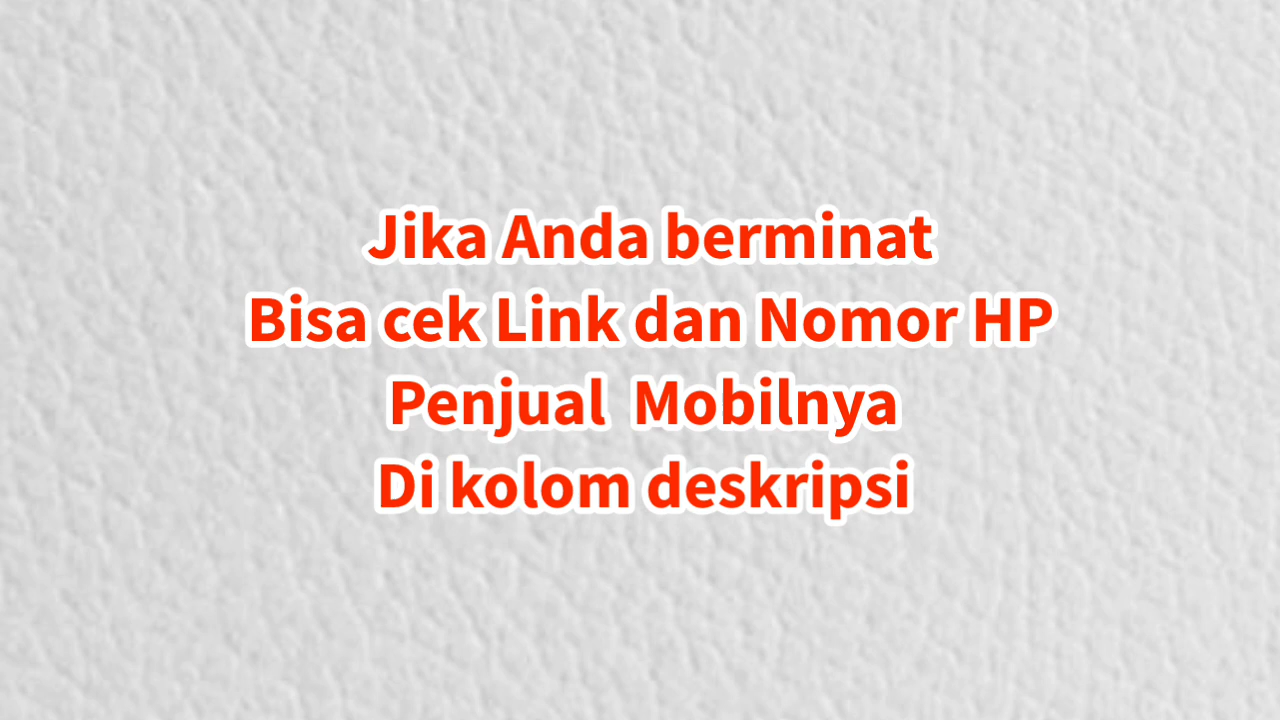 Jika Anda berminat
Bisa cek Link dan Nomor HP
Penjual  Mobilnya
Di kolom deskripsi